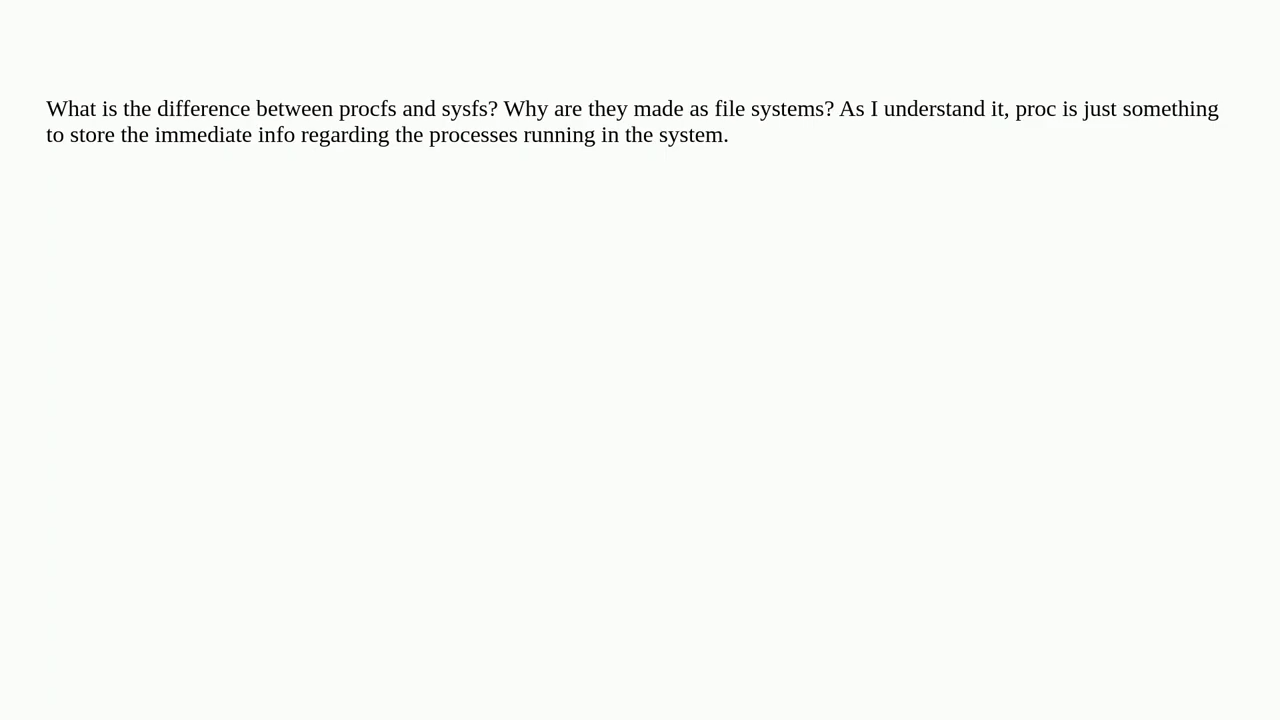 What is the difference between procfs and sysfs? Why are they made as file systems? As I understand it, proc is just something
to store the immediate info regarding the processes running in the system.